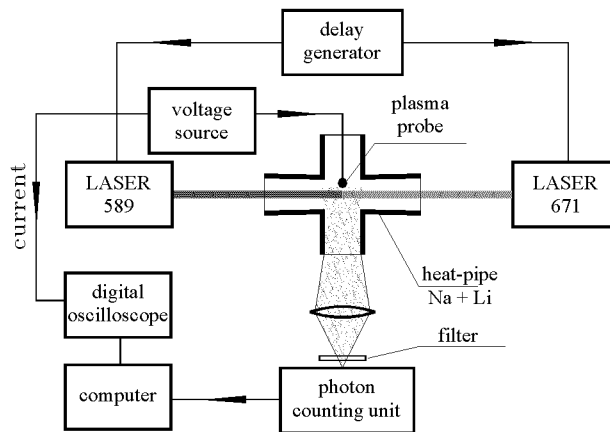 delay
generator
voltage
source
plasma
probe
LASER
589
LASER
671
current
heat-pipe
Na + Li
digital
oscilloscope
filter
computer
photon
counting unit